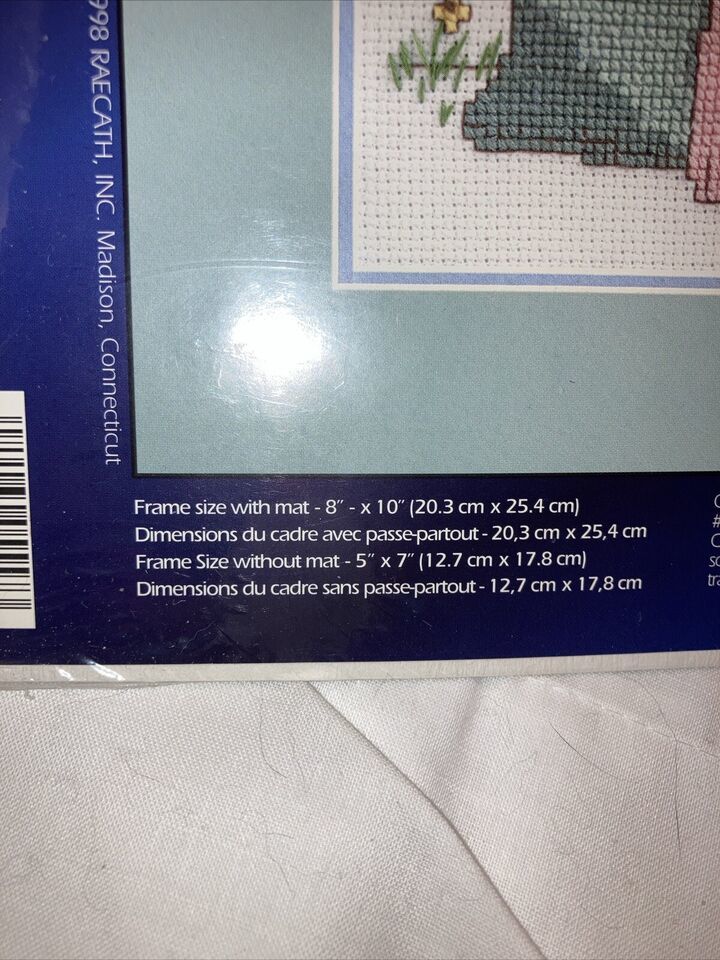 998 RAECATH, INC. Madison, Connecticut
Frame size with mat - 8″ - x 10″ (20.3 cm x 25.4 cm)
Dimensions du cadre avec passe-partout - 20,3 cm x 25,4 cm
Frame Size without mat - 5″ x 7″ (12.7 cm x 17.8 cm)
Dimensions du cadre sans passe-partout - 12,7 cm x 17,8 cm